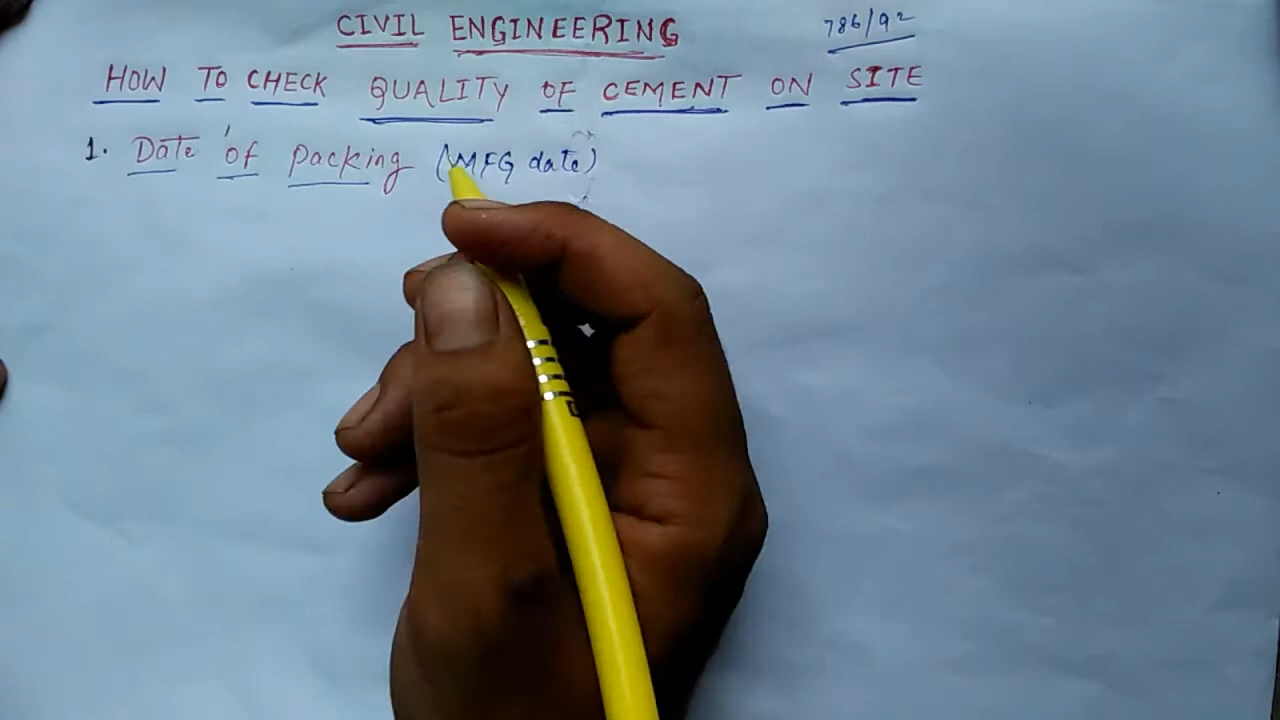 CIVIL ENGINEERING 786/92
HOW TO CHECK QUALITY OF CEMENT ON SITE
1. Date of Packing (MFG date)